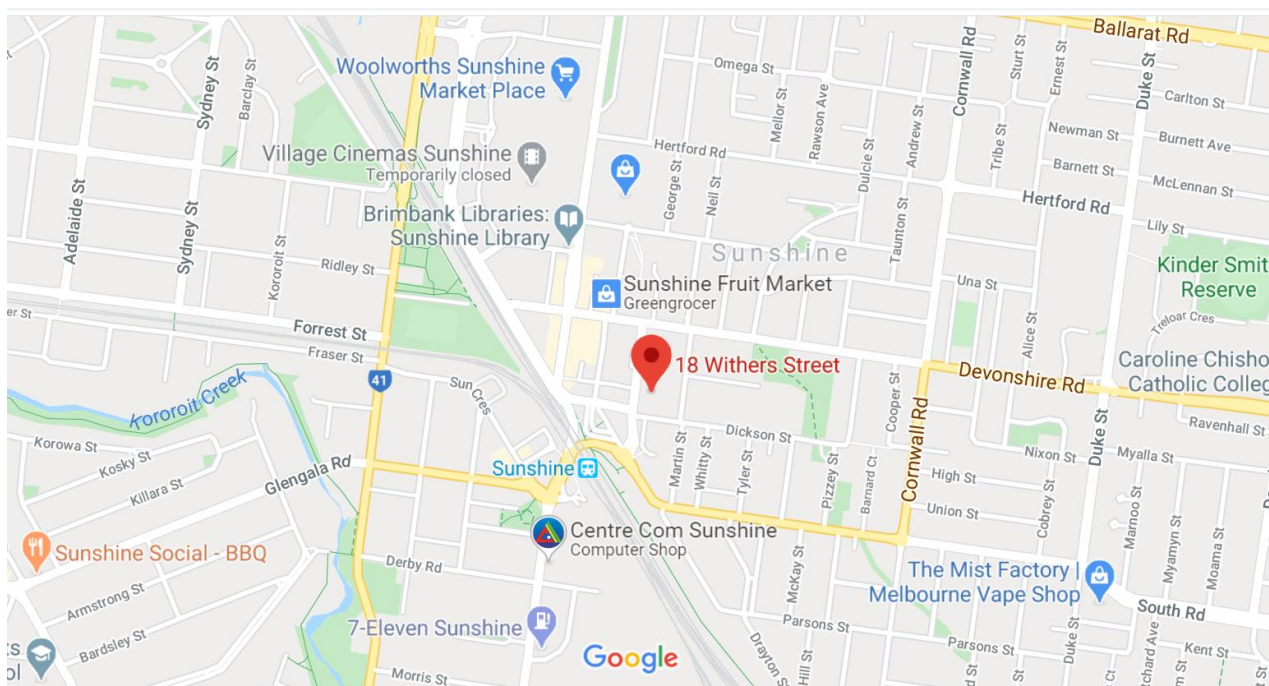 Ballarat Rd
Woolworths Sunshine
Market Place
Omega St
Sydney St
Barclay St
Mellor St
Rawson Ave
Andrew St
Cornwall Rd
Sturt St
Ernest St
Duke St
Carlton St
Newman St
Burnett Ave
Tribe St
Village Cinemas Sunshine
Temporarily closed
Hertford Rd
Dulcie St
Barnett St
McLennan St
Adelaide St
Sydney St
Kororoit St
George St
Neill St
Hertford Rd
Brimbank Libraries:
Sunshine Library
Taunton St
Lily St
Sunshine
Ridley St
Una St
Kinder Smit
Reserve
Sunshine Fruit Market
Greengrocer
er St
Forrest St
Fraser St
Alice St
Treloar Cres
18 Withers Street
Caroline Chisho
Catholic Colleg
41
Sun Cres
Devonshire Rd
Kororoit Creek
Cooper St
Duke St
Ravenhall St
Korowa St
Kosky St
Glengala Rd
Dickson St
Nixon St
Myalla St
Killara St
Sunshine
Martin St
Whitty St
Tyler St
Pizzey St
Barnard Ct
Cornwall Rd
High St
Union St
Cobrey St
Marnoo St
Myamyn St
Moama St
Centre Com Sunshine
Computer Shop
Sunshine Social - BBQ
Derby Rd
McKay St
The Mist Factory |
Melbourne Vape Shop
South Rd
Armstrong St
Bardsley St
7-Eleven Sunshine
Parsons St
Parsons St
Drayton St
Hill St
Duke St
Kent St
Google
Morris St